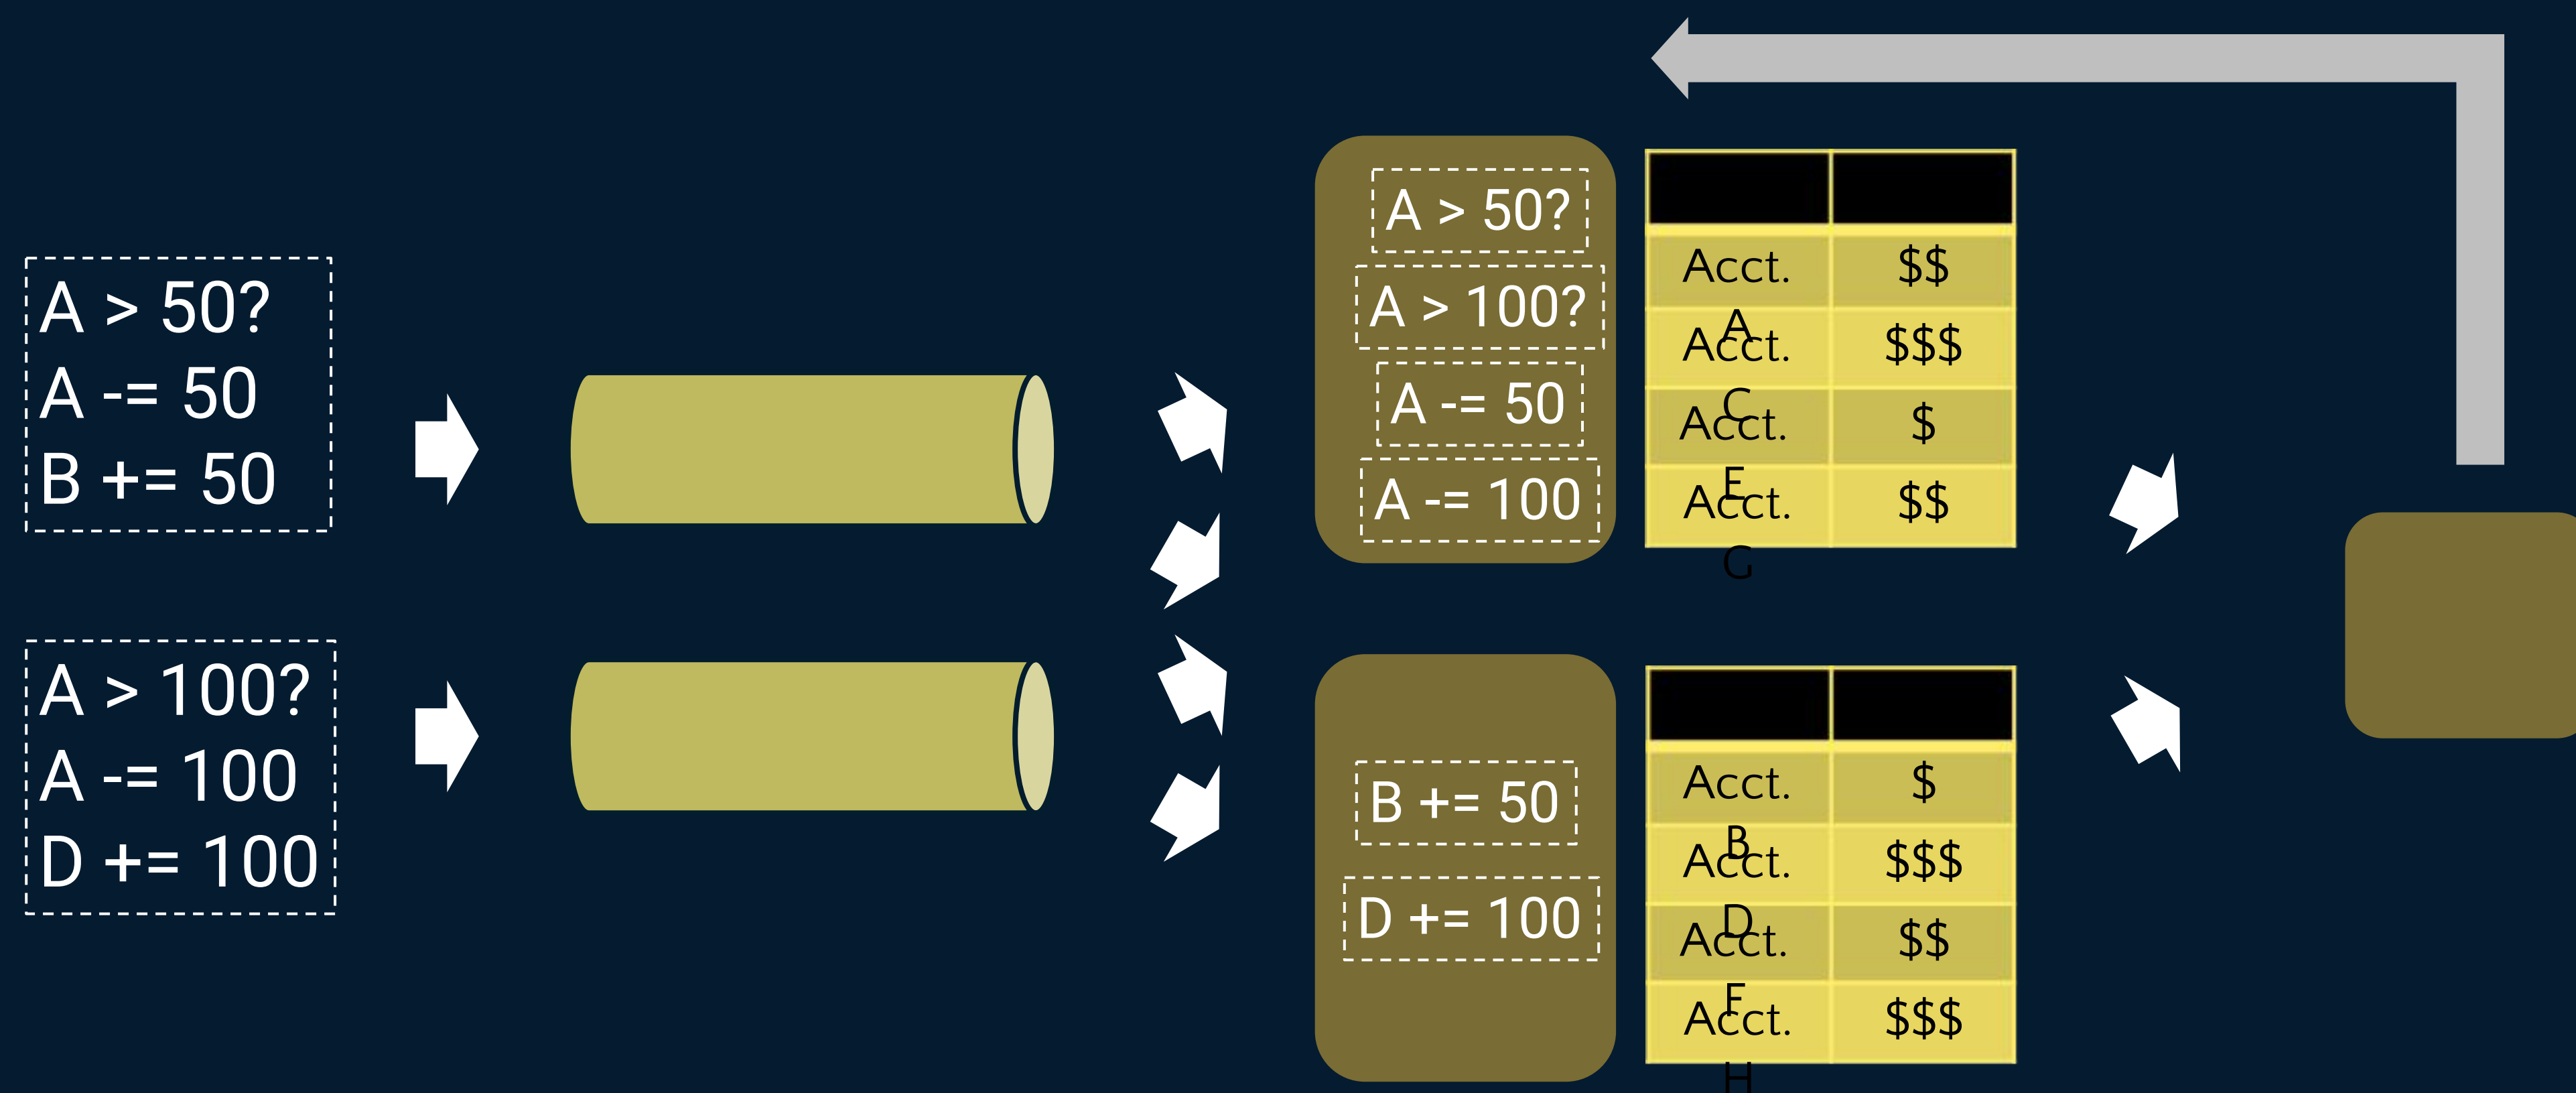 A > 50?
A -= 50
B += 50
A > 100?
A -= 100
D += 100
A > 50?
A > 100?
A -= 50
A -= 100
B += 50
D += 100
Acct. $$
A
Acct. $$$
C
Acct. $
E
Acct. $$
G
Acct. $
B
Acct. $$$
D
Acct. $$
F
Acct. $$$
H